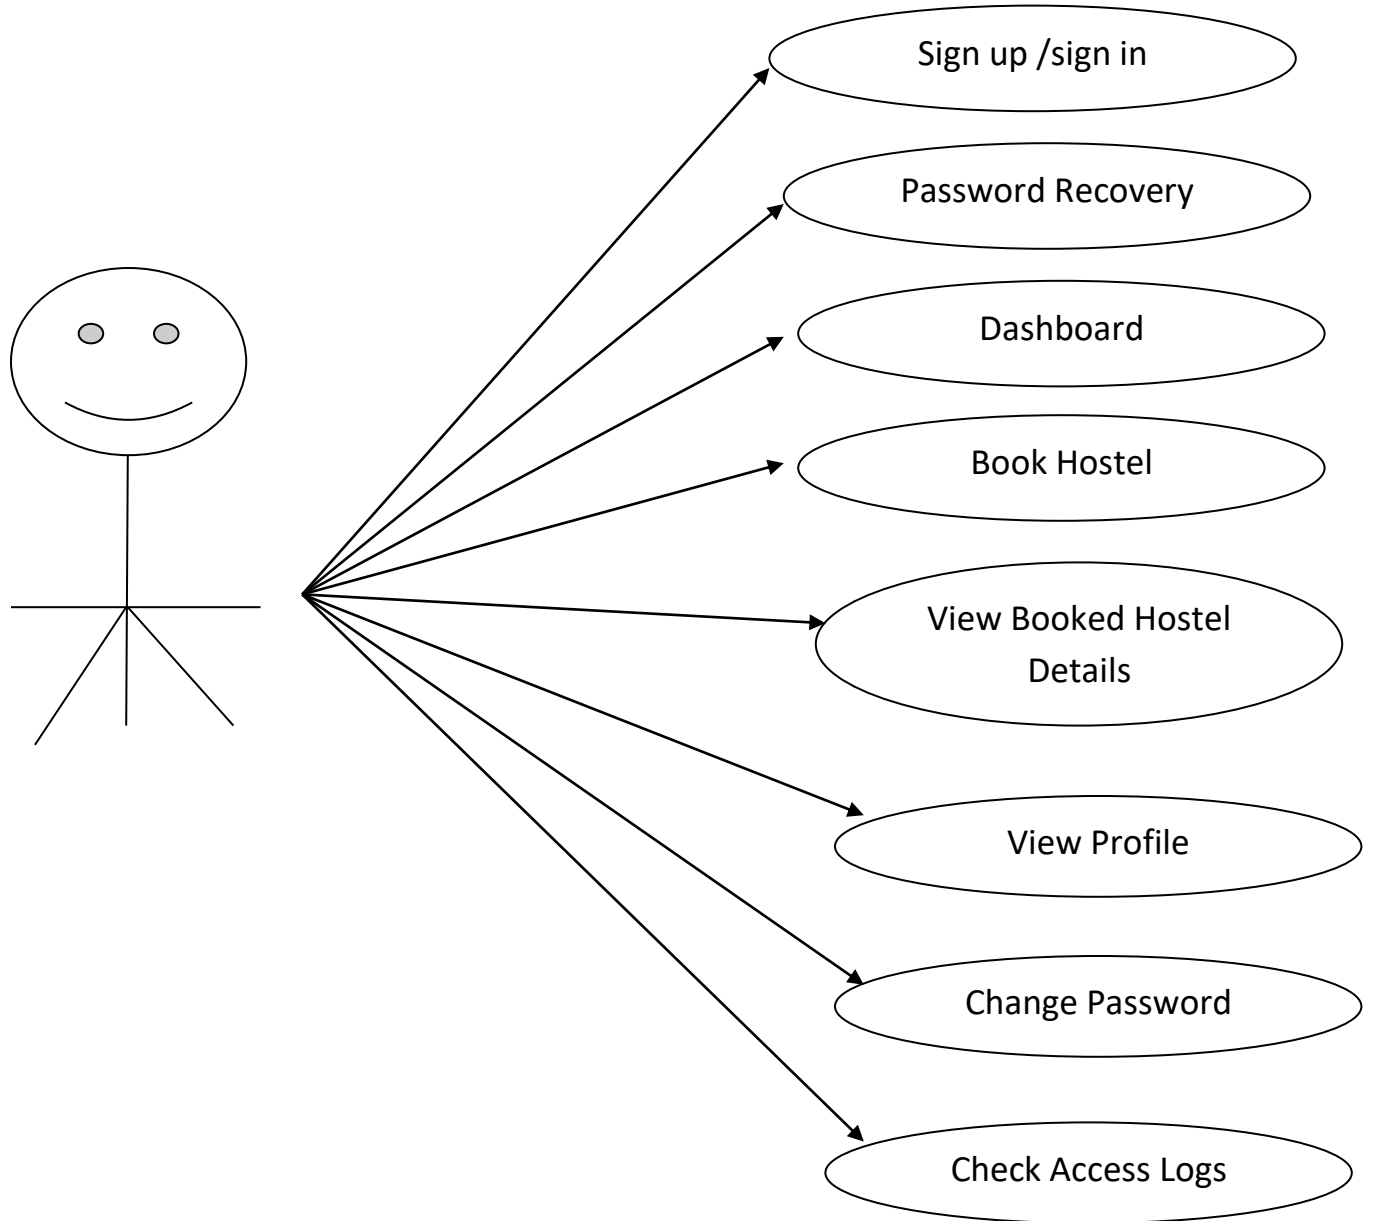 Sign up /sign in
Password Recovery
Dashboard
Book Hostel
View Booked Hostel
Details
View Profile
Change Password
Check Access Logs